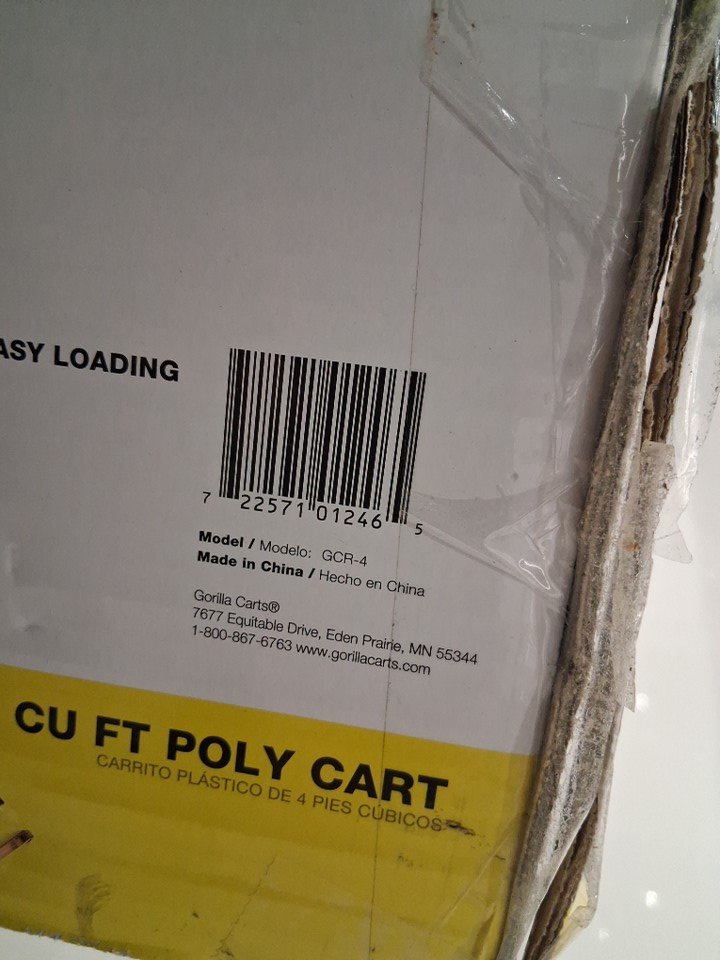 ASY LOADING
7 22571 01246 5
Model / Modelo: GCR-4
Made in China / Hecho en China
Gorilla Carts®
7677 Equitable Drive, Eden Prairie, MN 55344
1-800-867-6763 www.gorillacarts.com
CU FT POLY CART
CARRITO PLÁSTICO DE 4 PIES CÚBICOS